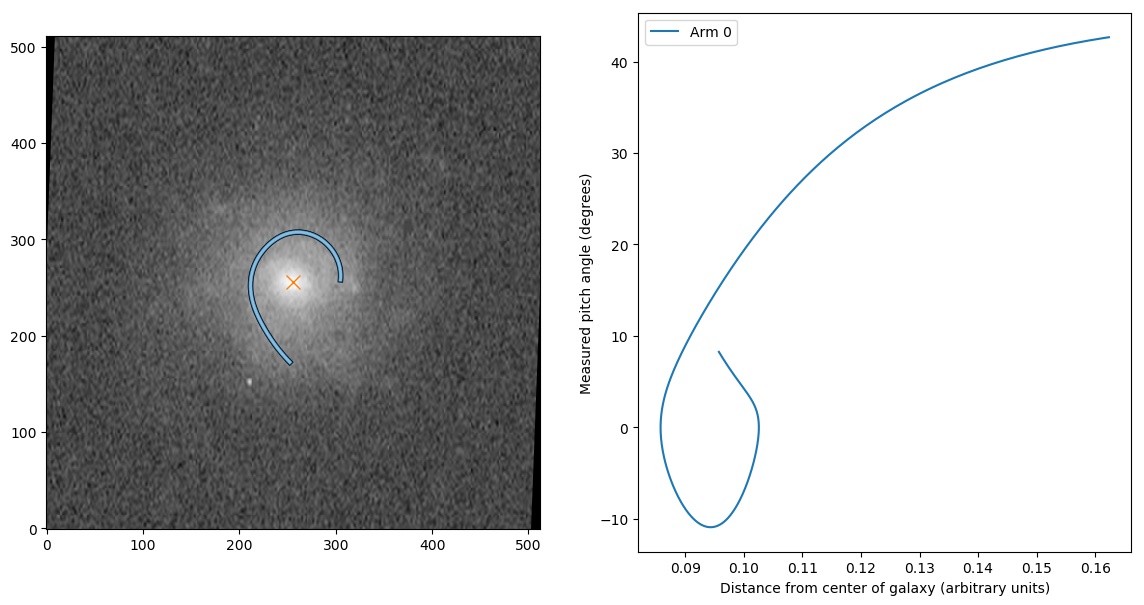 500
400
300
200
100
0
0 100 200 300 400 500
Arm 0
Measured pitch angle (degrees)
40
30
20
10
0
−10
0.09 0.10 0.11 0.12 0.13 0.14 0.15 0.16
Distance from center of galaxy (arbitrary units)